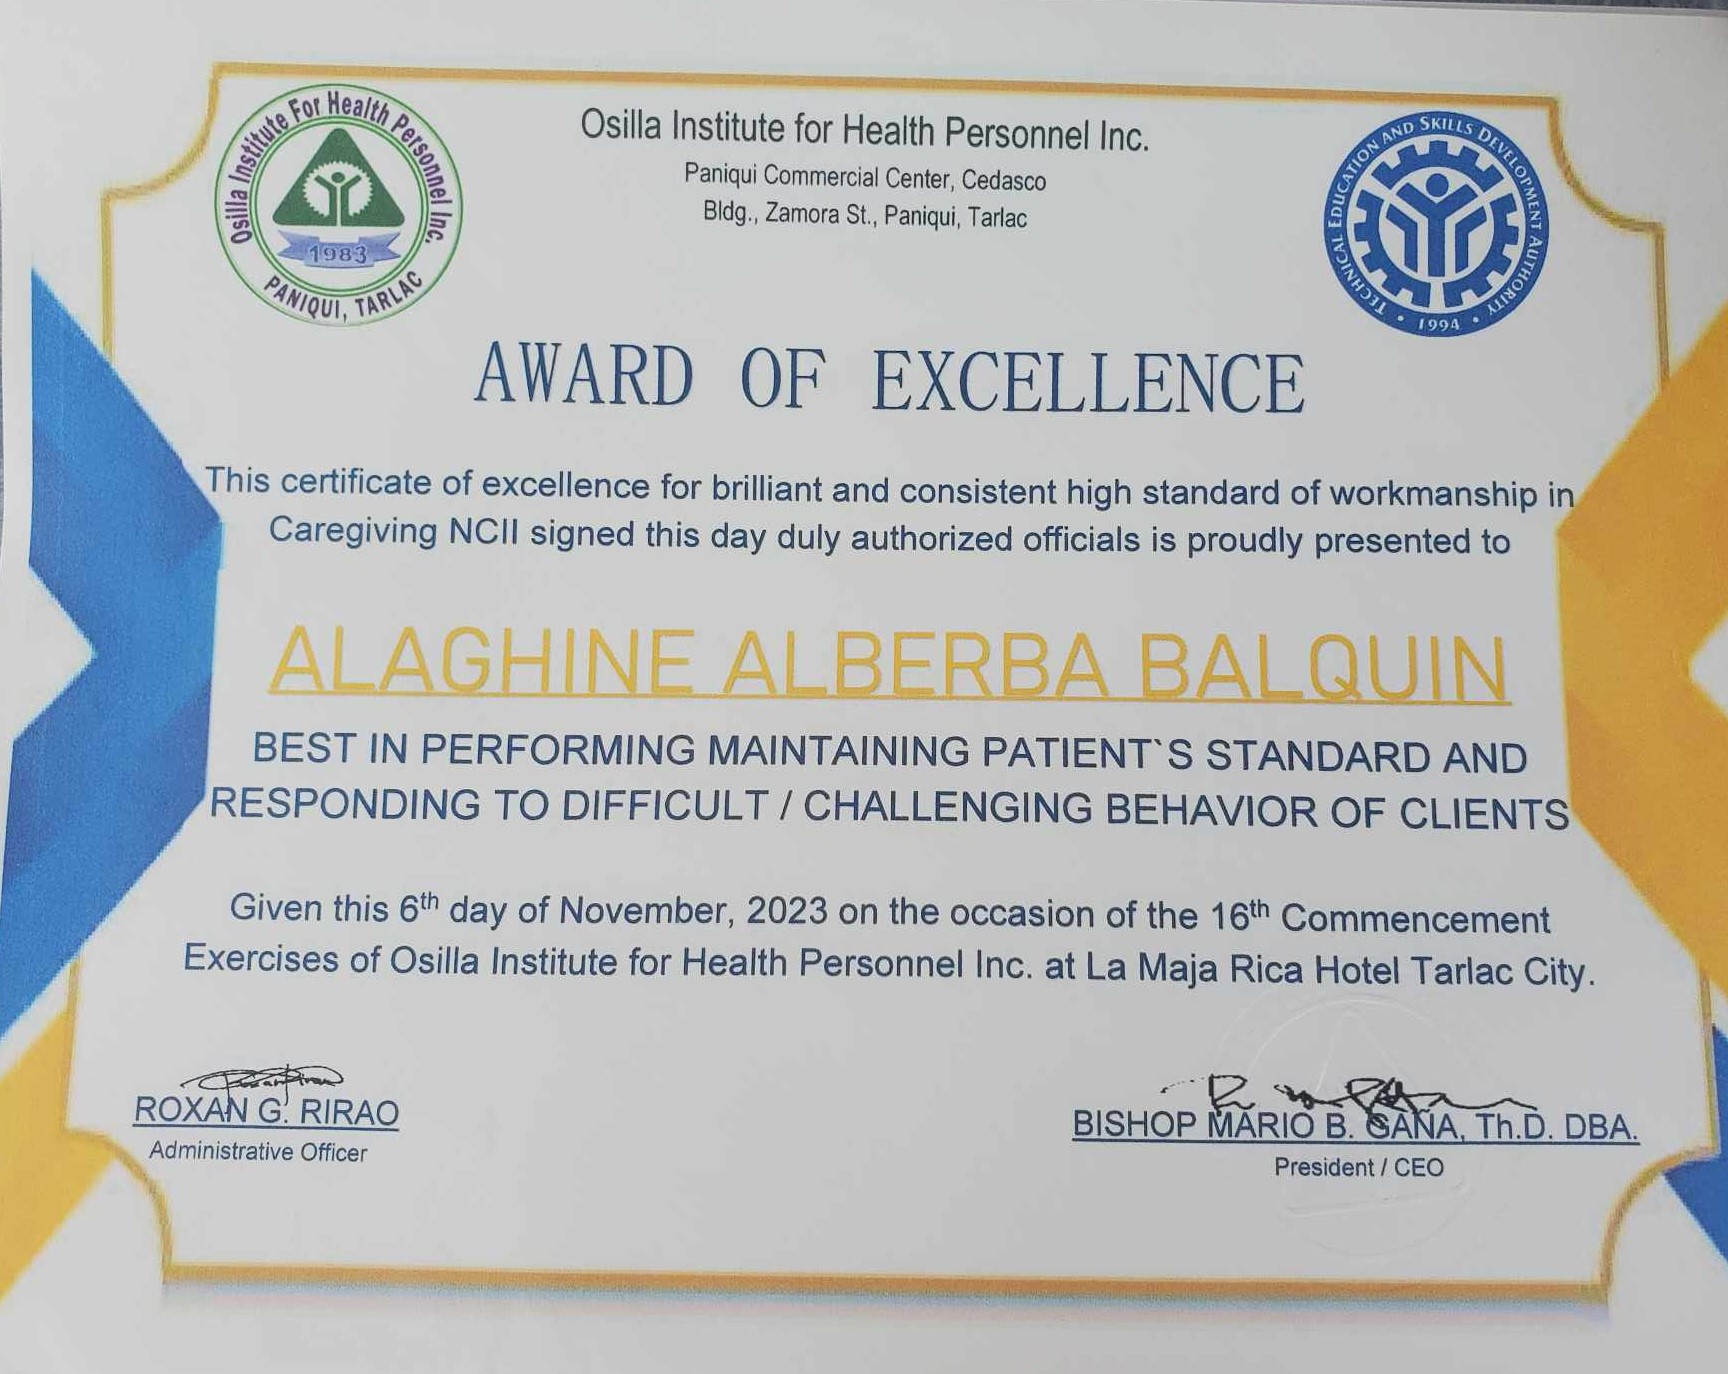 Osilla Institute For Health Personnel Inc.
1983
PANIQUI, TARLAC
Osilla Institute for Health Personnel Inc.
Paniqui Commercial Center, Cedasco
Bldg., Zamora St., Paniqui, Tarlac
TECHNICAL EDUCATION AND SKILLS DEVELOPMENT AUTHORITY
• 1994 •
AWARD OF EXCELLENCE
This certificate of excellence for brilliant and consistent high standard of workmanship in
Caregiving NCII signed this day duly authorized officials is proudly presented to
ALAGHINE ALBERBA BALQUIN
BEST IN PERFORMING MAINTAINING PATIENT`S STANDARD AND
RESPONDING TO DIFFICULT / CHALLENGING BEHAVIOR OF CLIENTS
Given this 6th day of November, 2023 on the occasion of the 16th Commencement
Exercises of Osilla Institute for Health Personnel Inc. at La Maja Rica Hotel Tarlac City.
ROXAN G. RIRAO
Administrative Officer
BISHOP MARIO B. GAÑA, Th.D. DBA.
President / CEO